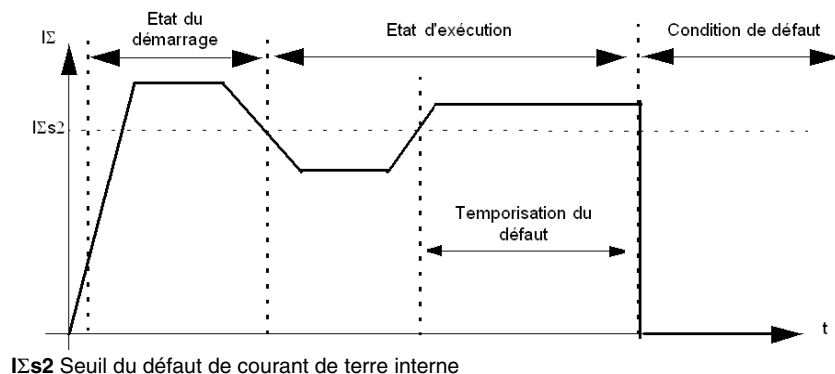 Etat du
démarrage
Etat d'exécution
Condition de défaut
IΣ
IΣs2
Temporisation du
défaut
t
IΣs2 Seuil du défaut de courant de terre interne